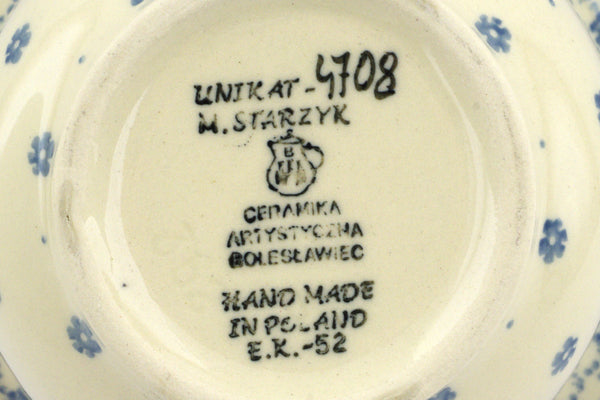 UNIKAT-4708
M. STARZYK
B
CERAMIKA
ARTYSTYCZNA
BOLESŁAWIEC
HAND MADE
IN POLAND
E.K.-52